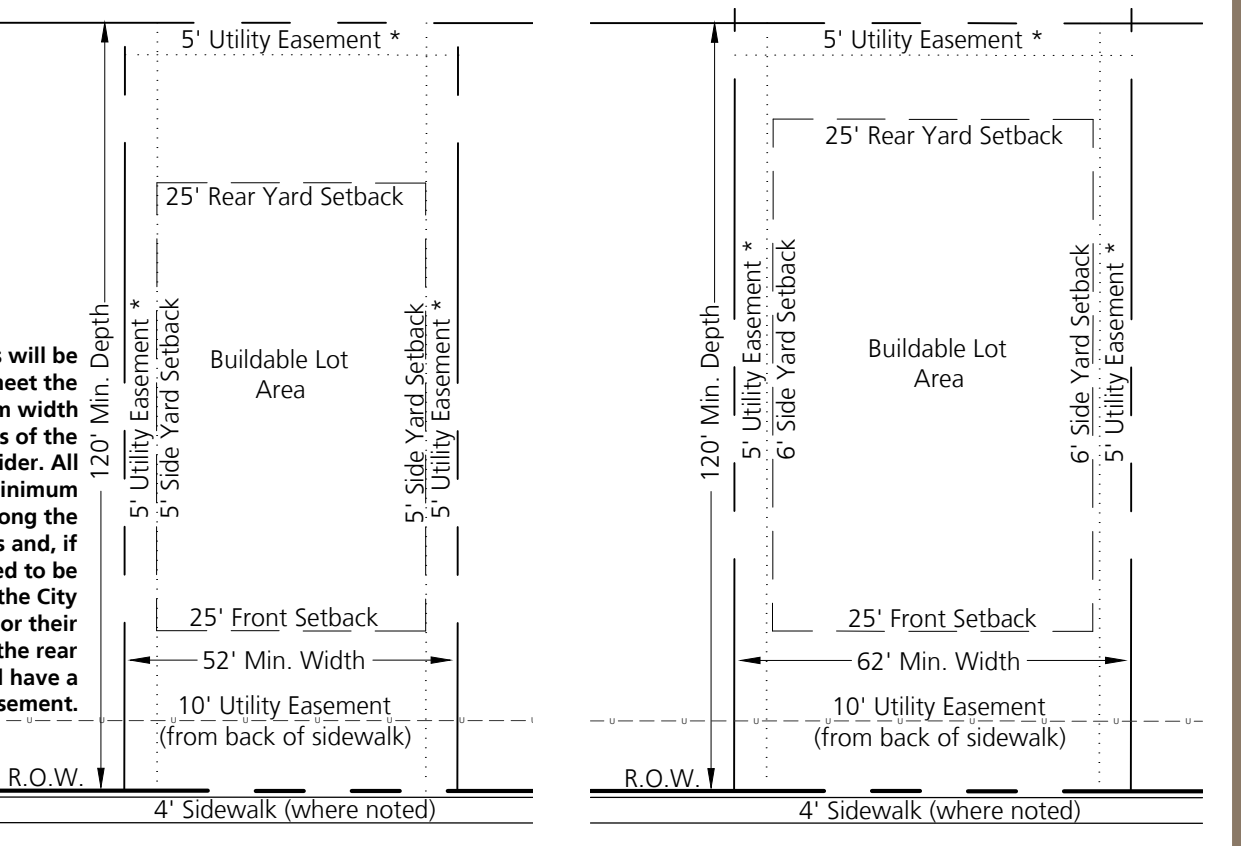 5' Utility Easement *
25' Rear Yard Setback
120' Min. Depth
5' Utility Easement *
5' Side Yard Setback
Buildable Lot
Area
5' Side Yard Setback
5' Utility Easement *
25' Front Setback
52' Min. Width
10' Utility Easement
(from back of sidewalk)
R.O.W.
4' Sidewalk (where noted)
s will be
neet the
m width
s of the
ider. All
inimum
ong the
s and, if
ed to be
the City
or their
the rear
l have a
sement.
5' Utility Easement *
25' Rear Yard Setback
120' Min. Depth
5' Utility Easement *
6' Side Yard Setback
Buildable Lot
Area
6' Side Yard Setback
5' Utility Easement *
25' Front Setback
62' Min. Width
10' Utility Easement
(from back of sidewalk)
R.O.W.
4' Sidewalk (where noted)